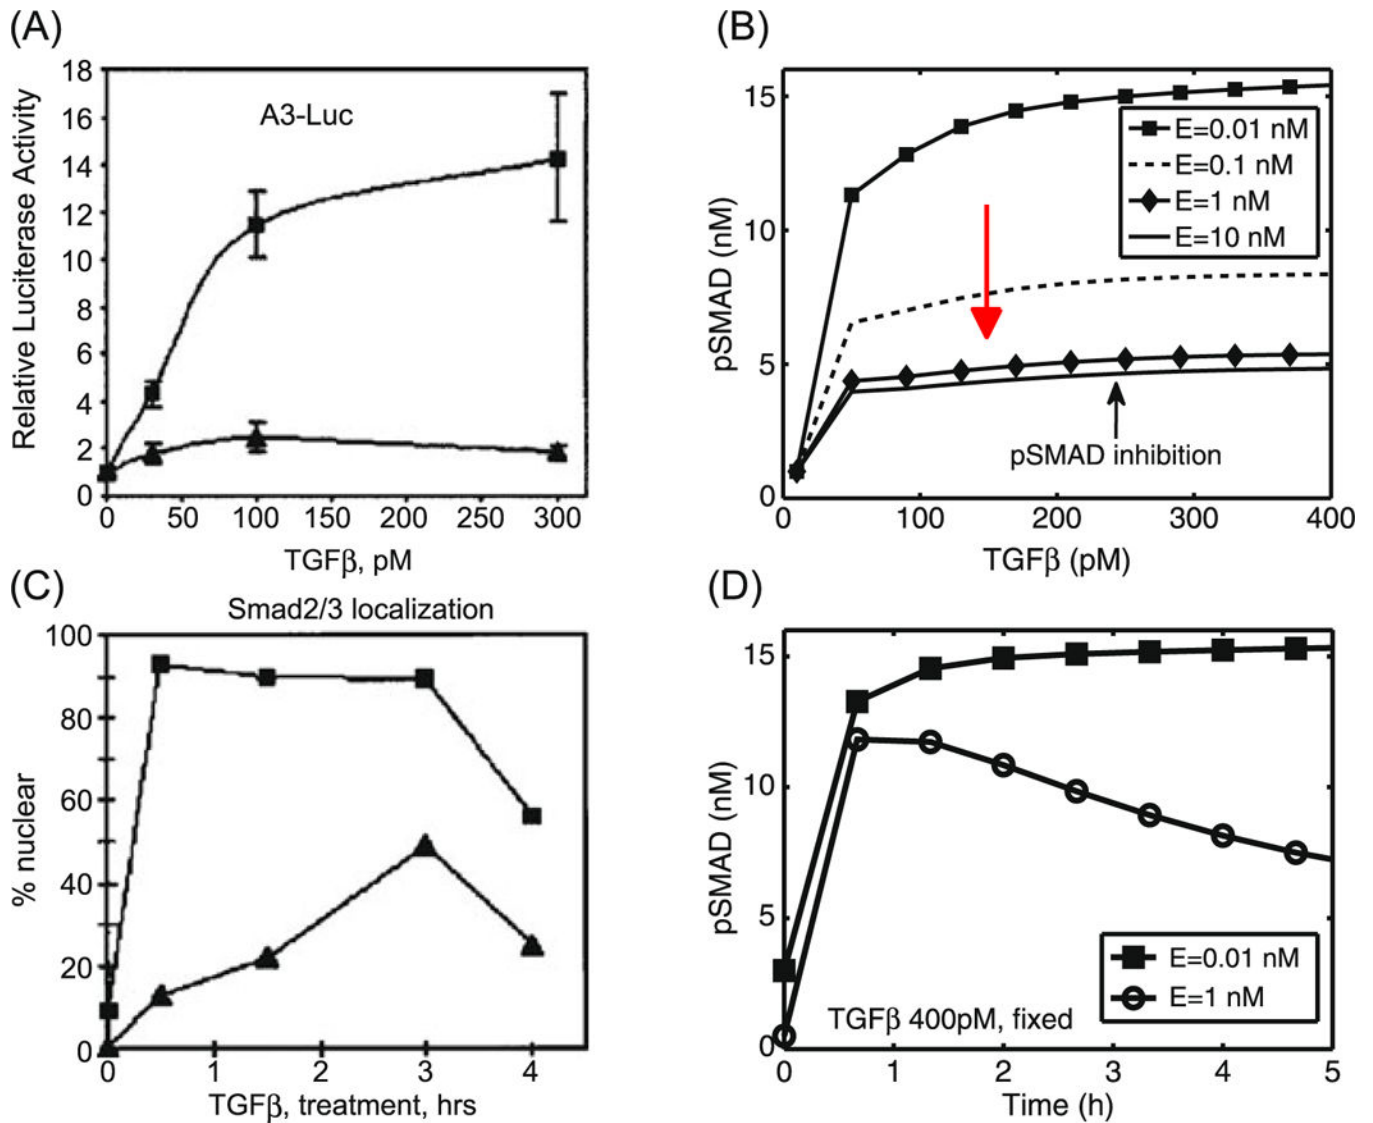 (A)
18
16
14
12
10
8
6
4
2
0
Relative Luciferase Activity
A3-Luc
0 50 100 150 200 250 300
TGFβ, pM
(B)
15
10
5
0
pSMAD (nM)
E=0.01 nM
E=0.1 nM
E=1 nM
E=10 nM
pSMAD inhibition
0 100 200 300 400
TGFβ (pM)
(C)
Smad2/3 localization
100
80
60
40
20
0
% nuclear
0 1 2 3 4
TGFβ, treatment, hrs
(D)
15
10
5
0
pSMAD (nM)
E=0.01 nM
E=1 nM
TGFβ 400pM, fixed
0 1 2 3 4 5
Time (h)